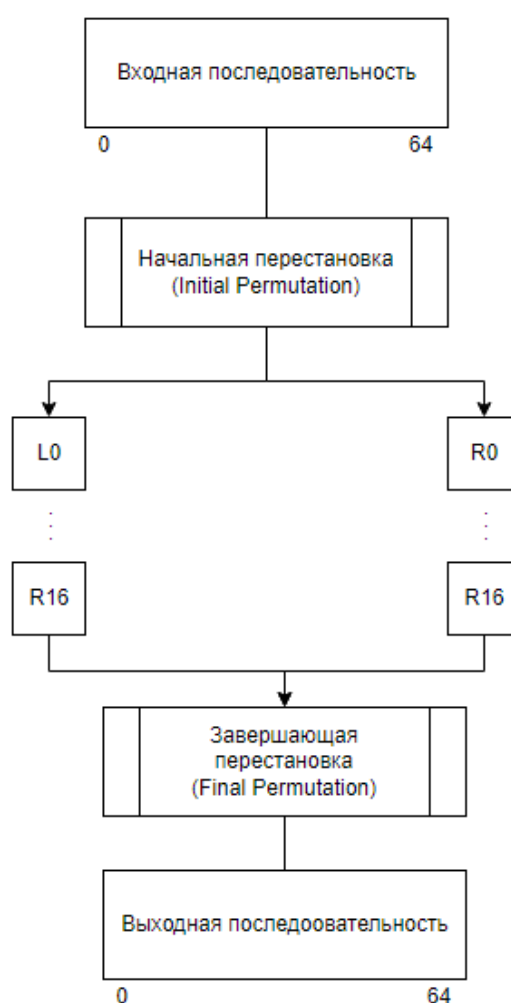 Входная последовательность
0 64
Начальная перестановка
(Initial Permutation)
L0 R0
R16 R16
Завершающая
перестановка
(Final Permutation)
Выходная последоовательность
0 64